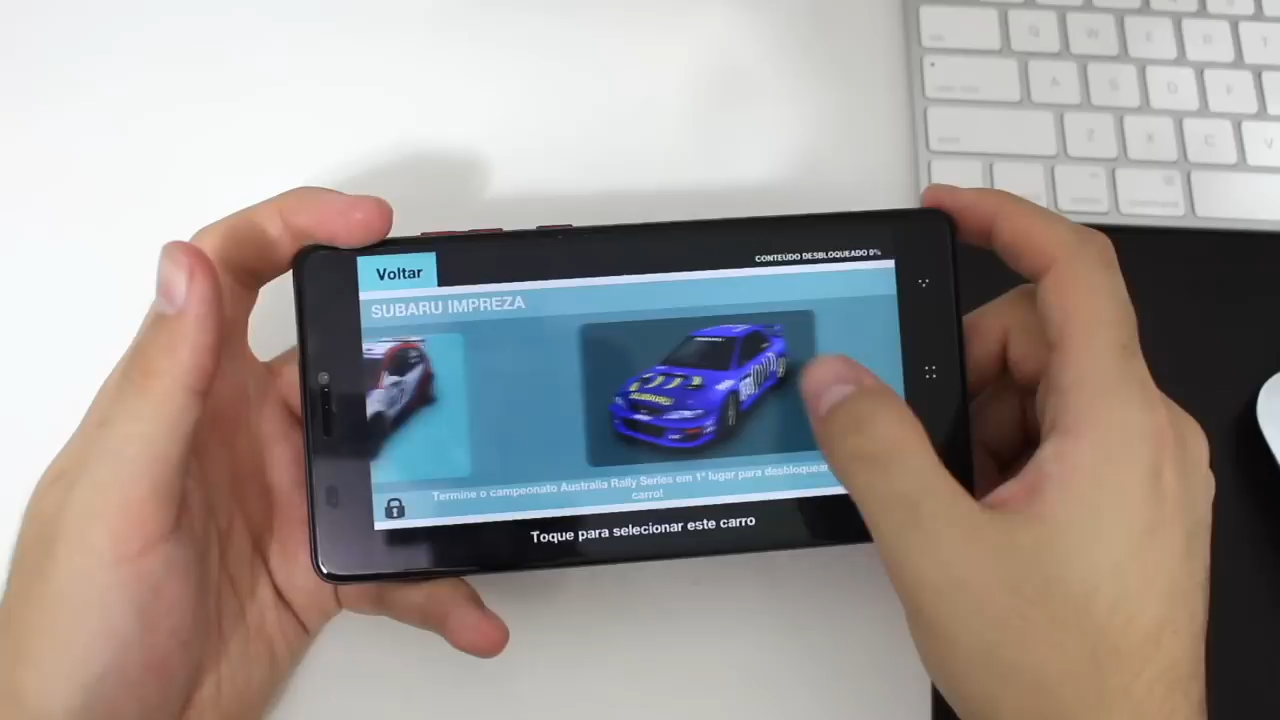 Voltar
CONTEÚDO DESBLOQUEADO 0%
SUBARU IMPREZA
SUBARU
Termine o campeonato Australia Rally Series em 1º lugar para desbloquear
carro!
Toque para selecionar este carro
Q W E R T
A S D F
Z X C V